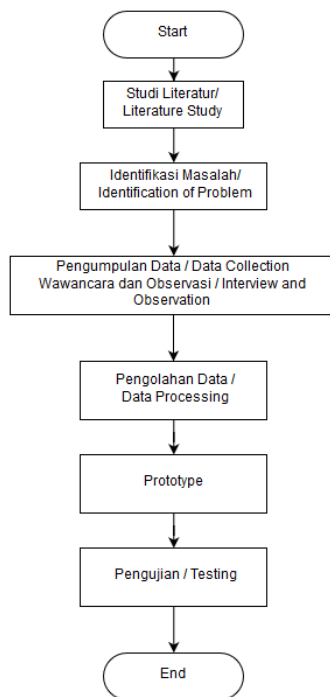 Start
Studi Literatur/
Literature Study
Identifikasi Masalah/
Identification of Problem
Pengumpulan Data / Data Collection
Wawancara dan Observasi / Interview and
Observation
Pengolahan Data /
Data Processing
Prototype
Pengujian / Testing
End